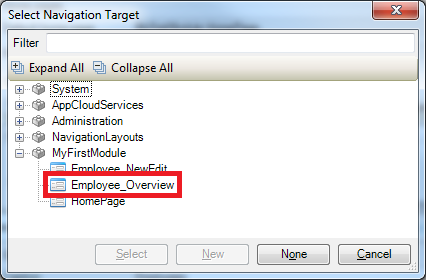 Select Navigation Target
Filter
Expand All Collapse All
System
AppCloudServices
Administration
NavigationLayouts
MyFirstModule
Employee_NewEdit
Employee_Overview
HomePage
Select New None Cancel